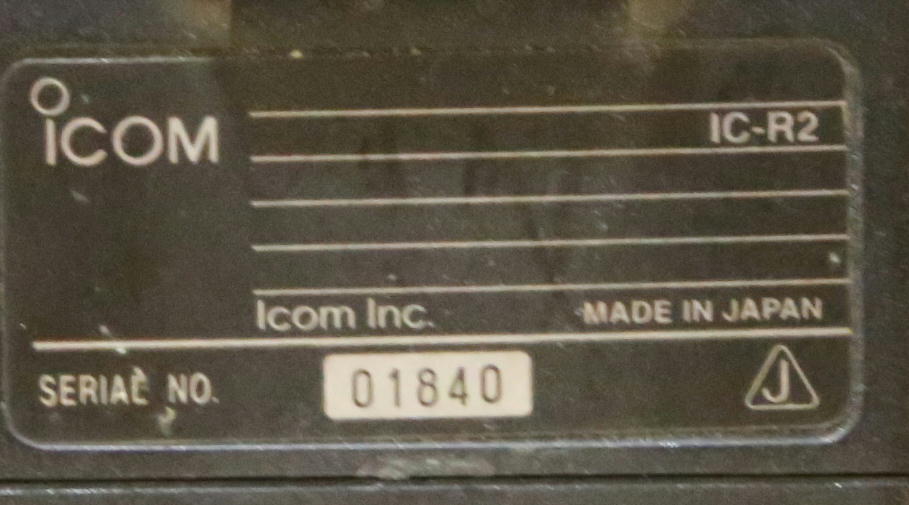 ICOM
IC-R2
Icom Inc.
MADE IN JAPAN
SERIAL NO.
01840
J